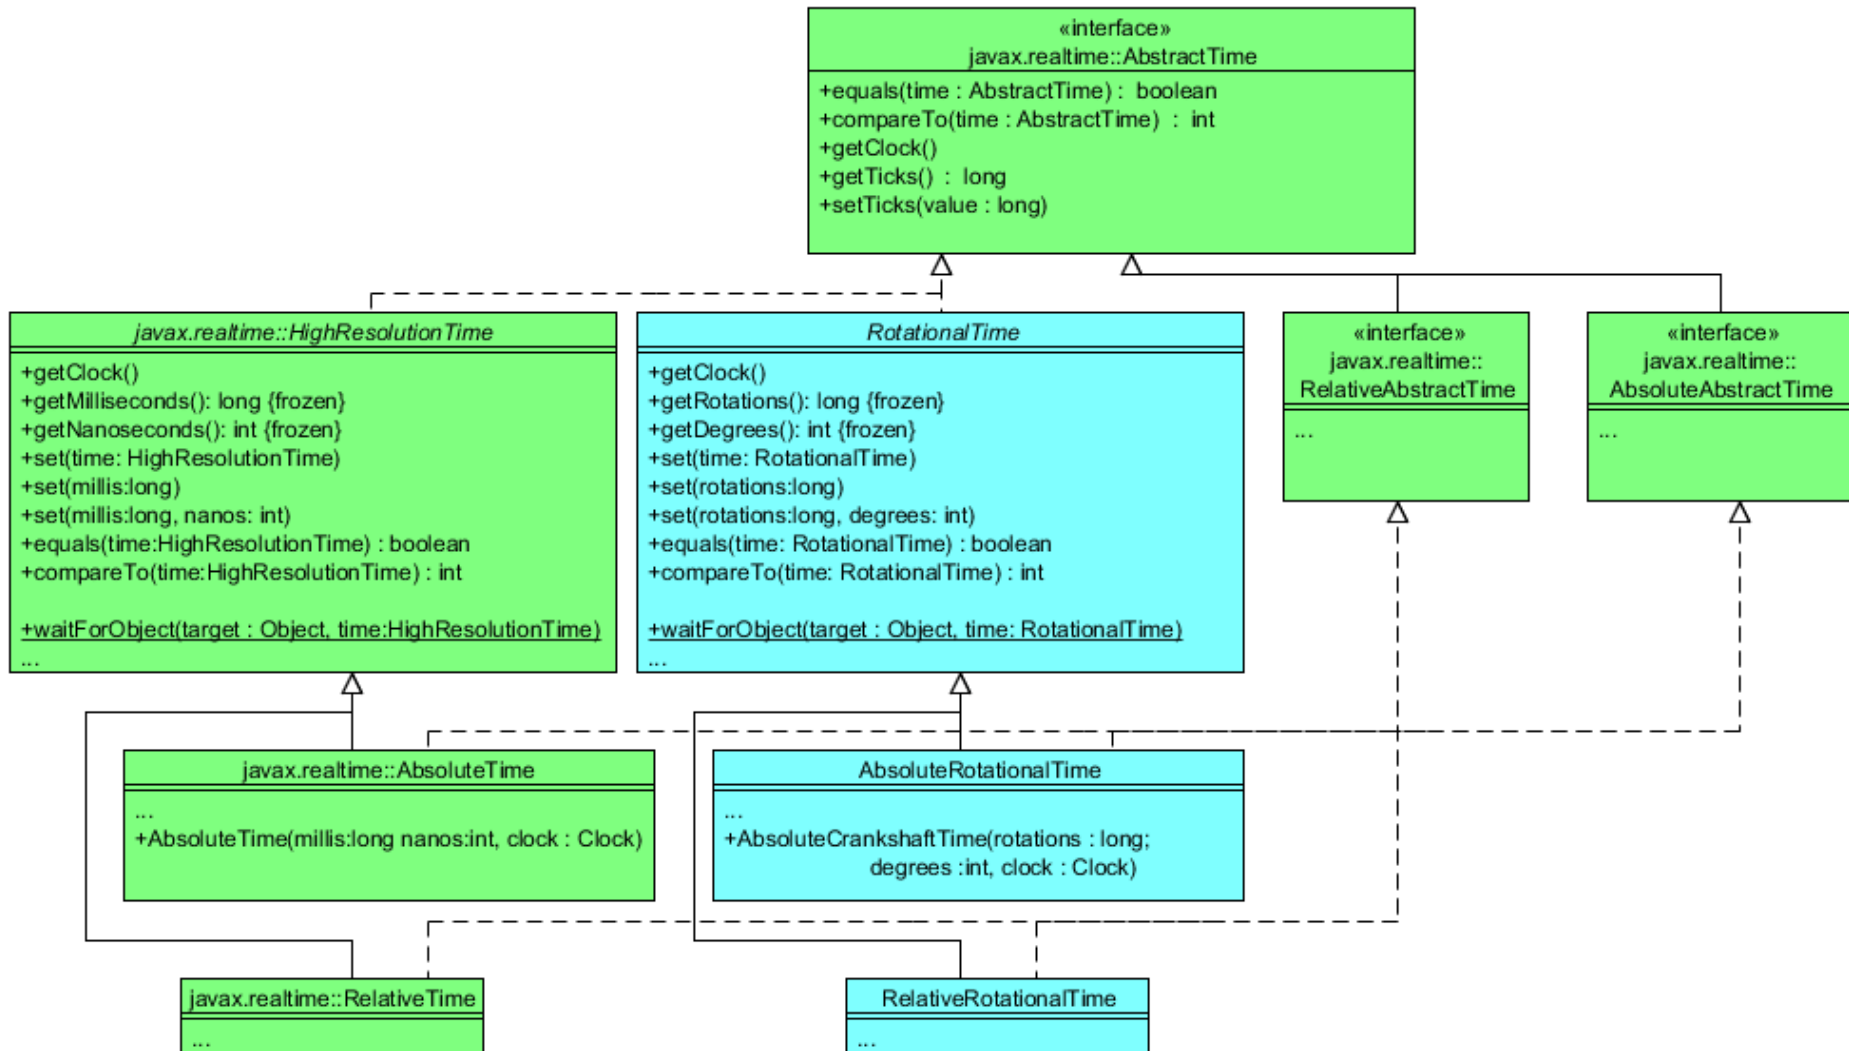 «interface»
javax.realtime::AbstractTime
+equals(time : AbstractTime) : boolean
+compareTo(time : AbstractTime) : int
+getClock()
+getTicks() : long
+setTicks(value : long)
javax.realtime::HighResolutionTime
+getClock()
+getMilliseconds(): long {frozen}
+getNanoseconds(): int {frozen}
+set(time: HighResolutionTime)
+set(millis:long)
+set(millis:long, nanos: int)
+equals(time:HighResolutionTime) : boolean
+compareTo(time:HighResolutionTime) : int
+waitForObject(target : Object, time:HighResolutionTime)
...
RotationalTime
+getClock()
+getRotations(): long {frozen}
+getDegrees(): int {frozen}
+set(time: RotationalTime)
+set(rotations:long)
+set(rotations:long, degrees: int)
+equals(time: RotationalTime) : boolean
+compareTo(time: RotationalTime) : int
+waitForObject(target : Object, time: RotationalTime)
...
«interface»
javax.realtime::
RelativeAbstractTime
...
«interface»
javax.realtime::
AbsoluteAbstractTime
...
javax.realtime::AbsoluteTime
...
+AbsoluteTime(millis:long nanos:int, clock : Clock)
AbsoluteRotationalTime
...
+AbsoluteCrankshaftTime(rotations : long;
degrees :int, clock : Clock)
javax.realtime::RelativeTime
...
RelativeRotationalTime
...